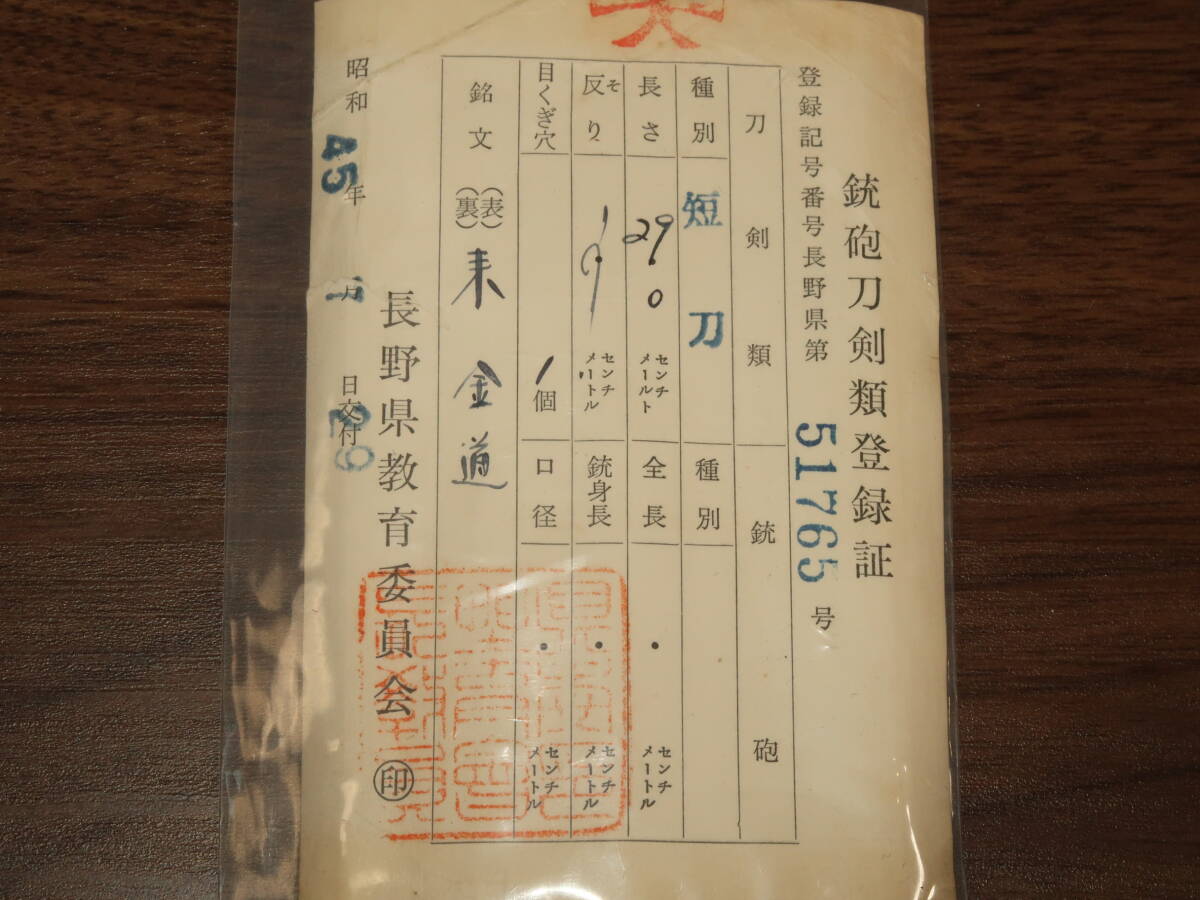 銃砲刀剣類登録証
登録記号番号長野県第 51765 号
刀剣類 銃砲
種別 短刀 種別
長さ 29.0 センチメールト 全長 ・ センチメートル
反り そ センチメートル 銃身長 ・ センチメートル
目くぎ穴 1個 口径 ・ センチメートル
銘文 (表) (裏) 来金道
長野県教育委員会 印
昭和45年 月29日交付